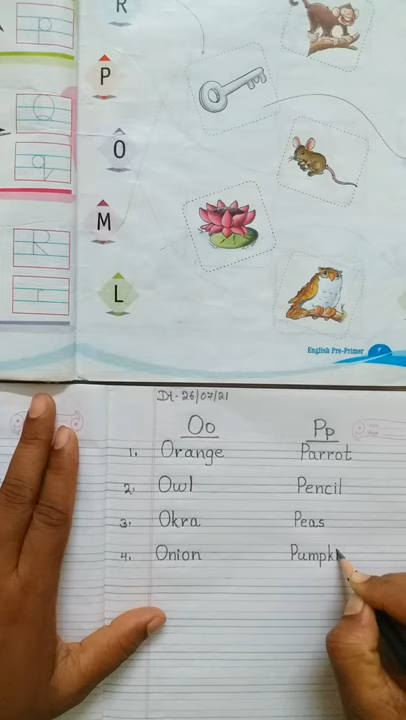 R
P
O
M
L
P
Q
q
R
r
English Pre-Primer
Dt-26/07/21
Oo Pp
1. Orange Parrot
2. Owl Pencil
3. Okra Peas
4. Onion Pumpk